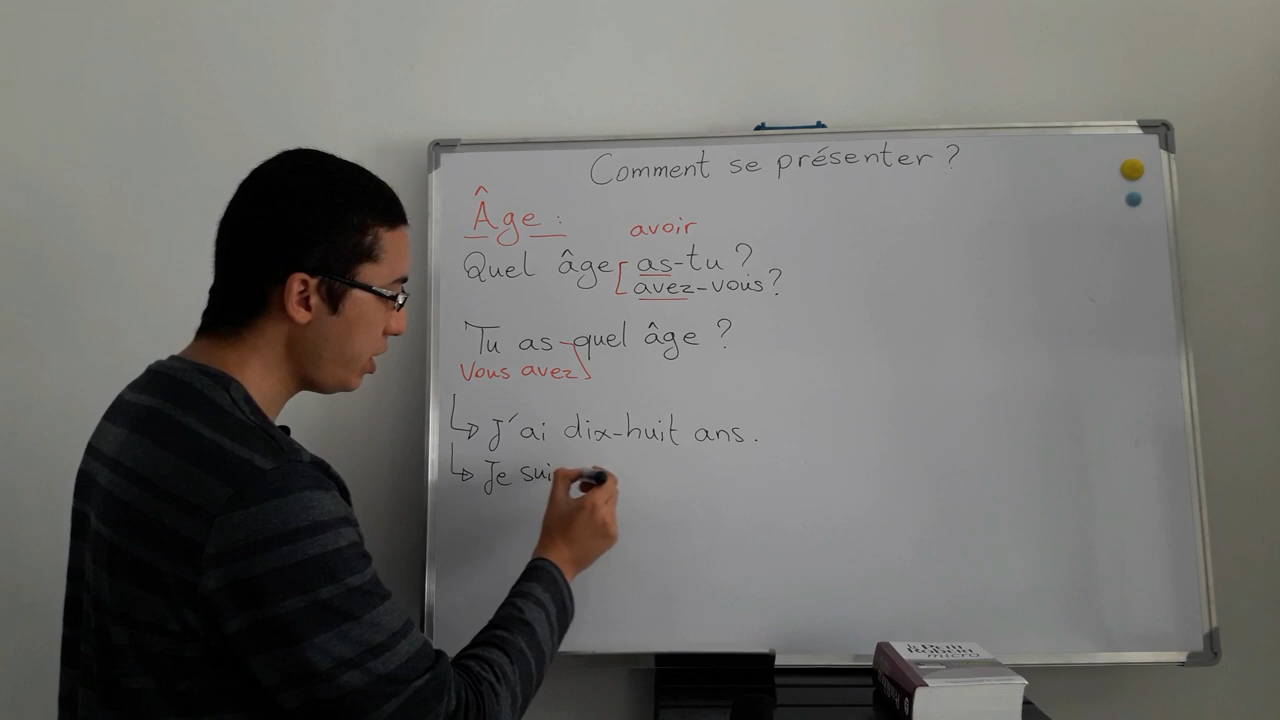 Comment se présenter ?
Âge :
avoir
Quel âge as-tu ?
avez-vous ?
Tu as quel âge ?
Vous avez
J'ai dix-huit ans.
Je sui
micro